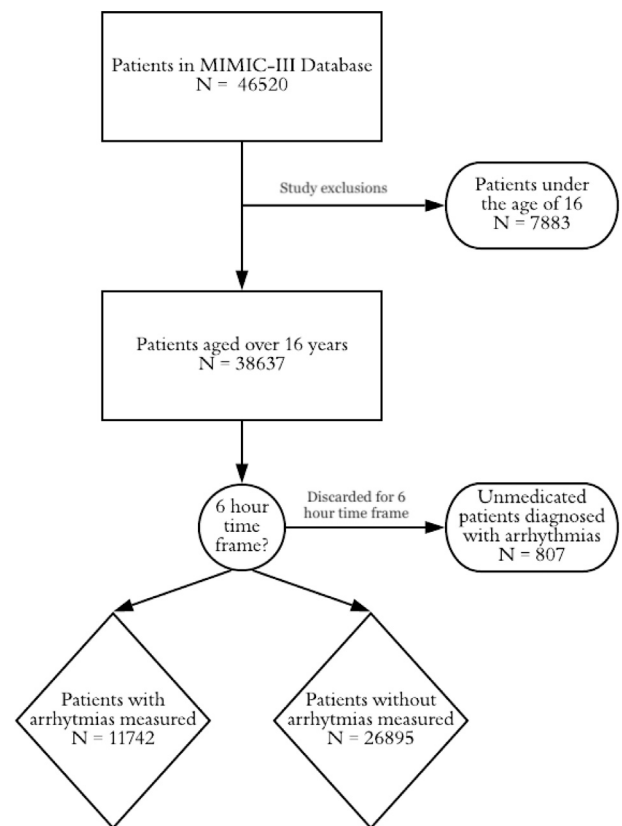 Patients in MIMIC-III Database
N = 46520
Study exclusions
Patients under
the age of 16
N = 7883
Patients aged over 16 years
N = 38637
6 hour
time
frame?
Discarded for 6
hour time frame
Unmedicated
patients diagnosed
with arrhythmias
N = 807
Patients with
arrhytmias measured
N = 11742
Patients without
arrhytmias measured
N = 26895